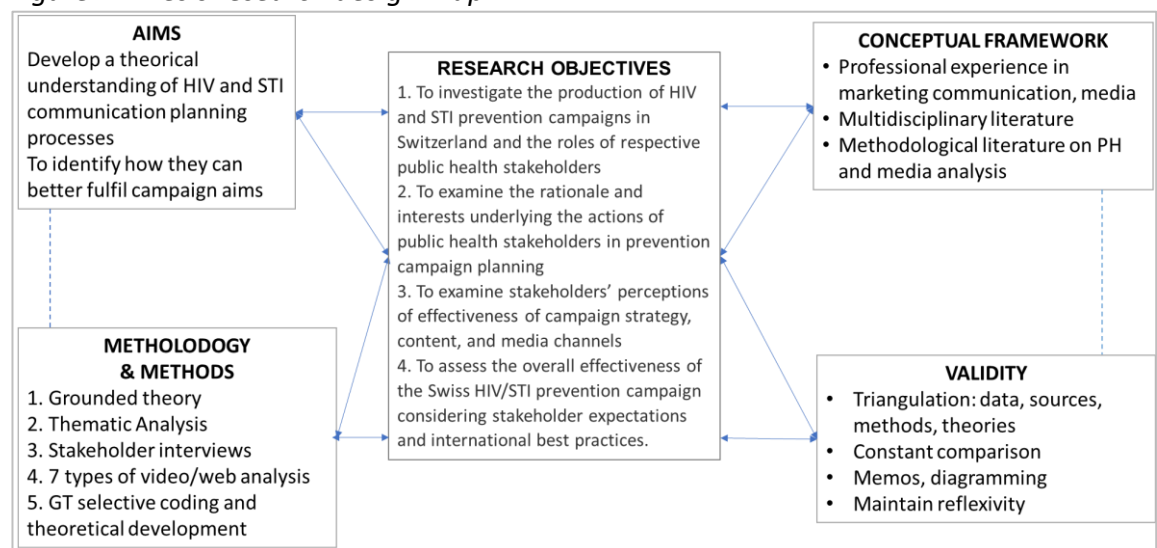 AIMS
Develop a theorical
understanding of HIV and STI
communication planning
processes
To identify how they can
better fulfil campaign aims
RESEARCH OBJECTIVES
1. To investigate the production of HIV
and STI prevention campaigns in
Switzerland and the roles of respective
public health stakeholders
2. To examine the rationale and
interests underlying the actions of
public health stakeholders in prevention
campaign planning
3. To examine stakeholders’ perceptions
of effectiveness of campaign strategy,
content, and media channels
4. To assess the overall effectiveness of
the Swiss HIV/STI prevention campaign
considering stakeholder expectations
and international best practices.
CONCEPTUAL FRAMEWORK
• Professional experience in
marketing communication, media
• Multidisciplinary literature
• Methodological literature on PH
and media analysis
METHOLODOGY
& METHODS
1. Grounded theory
2. Thematic Analysis
3. Stakeholder interviews
4. 7 types of video/web analysis
5. GT selective coding and
theoretical development
VALIDITY
• Triangulation: data, sources,
methods, theories
• Constant comparison
• Memos, diagramming
• Maintain reflexivity